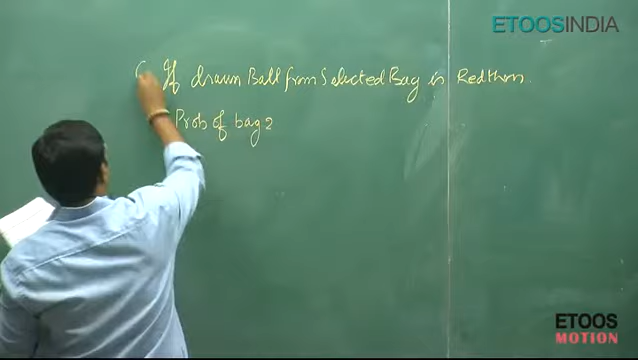 ETOOSINDIA
( If drawn Ball from Selected Bag is Red then
Prob of bag 2
ETOOS
MOTION